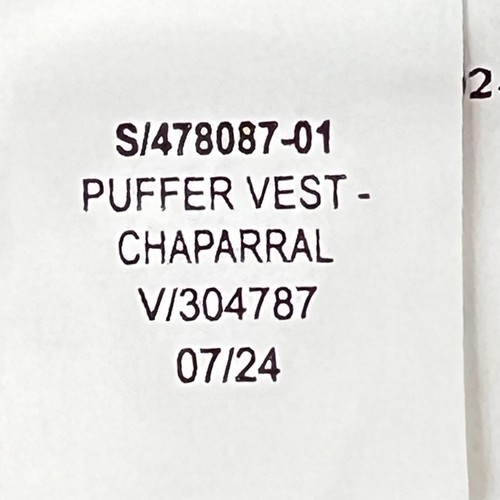 S/478087-01
PUFFER VEST -
CHAPARRAL
V/304787
07/24